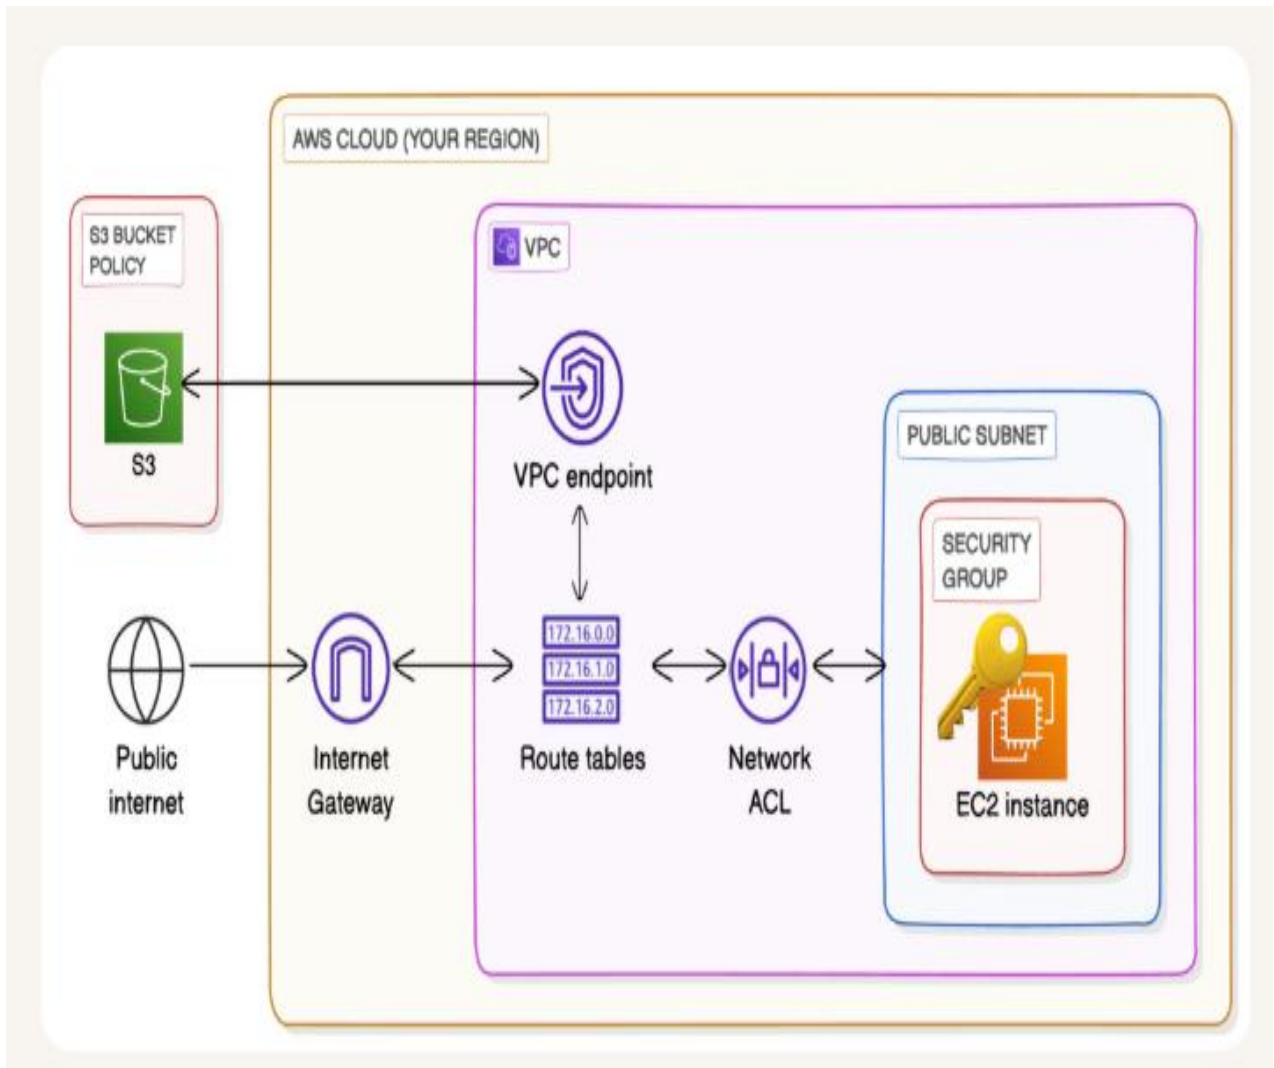 AWS CLOUD (YOUR REGION)
S3 BUCKET
POLICY
S3
VPC
VPC endpoint
PUBLIC SUBNET
SECURITY
GROUP
EC2 instance
172.16.0.0
172.16.1.0
172.16.2.0
Route tables
Network
ACL
Internet
Gateway
Public
internet